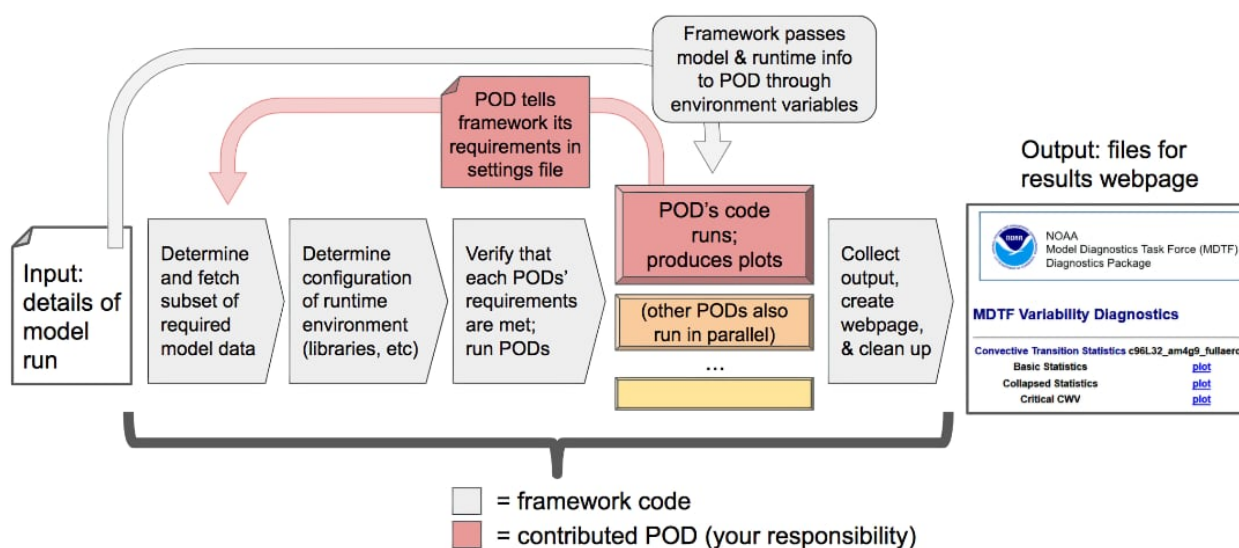 Framework passes
model & runtime info
to POD through
environment variables
POD tells
framework its
requirements in
settings file
Input:
details of
model
run
Determine
and fetch
subset of
required
model data
Determine
configuration
of runtime
environment
(libraries, etc)
Verify that
each PODs'
requirements
are met;
run PODs
POD's code
runs;
produces plots
(other PODs also
run in parallel)
...
Collect
output,
create
webpage,
& clean up
Output: files for
results webpage
NOAA
NOAA
Model Diagnostics Task Force (MDTF)
Diagnostics Package
MDTF Variability Diagnostics
Convective Transition Statistics c96L32_am4g9_fullaero
Basic Statistics plot
Collapsed Statistics plot
Critical CWV plot
= framework code
= contributed POD (your responsibility)